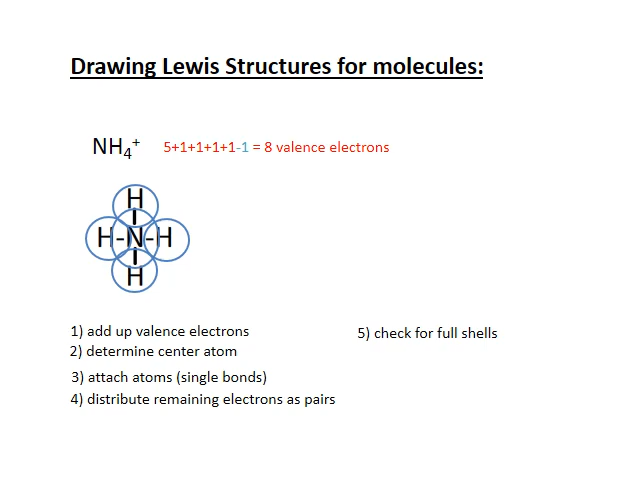 Drawing Lewis Structures for molecules:
NH₄⁺ 5+1+1+1+1-1 = 8 valence electrons
H
H-N-H
H
1) add up valence electrons
2) determine center atom
3) attach atoms (single bonds)
4) distribute remaining electrons as pairs
5) check for full shells